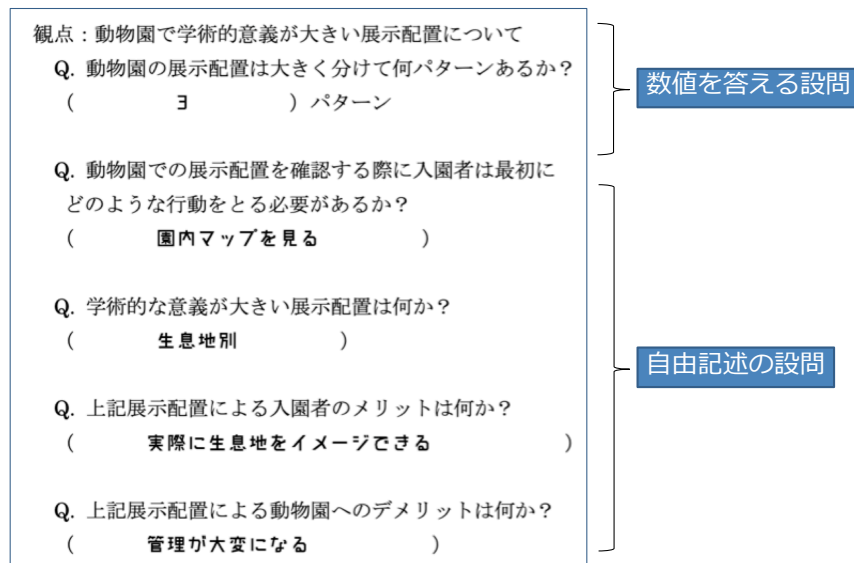 観点：動物園で学術的意義が大きい展示配置について
Q. 動物園の展示配置は大きく分けて何パターンあるか？
（ 3 ）パターン
数値を答える設問
Q. 動物園での展示配置を確認する際に入園者は最初に
どのような行動をとる必要があるか？
（ 園内マップを見る ）
Q. 学術的な意義が大きい展示配置は何か？
（ 生息地別 ）
自由記述の設問
Q. 上記展示配置による入園者のメリットは何か？
（ 実際に生息地をイメージできる ）
Q. 上記展示配置による動物園へのデメリットは何か？
（ 管理が大変になる ）